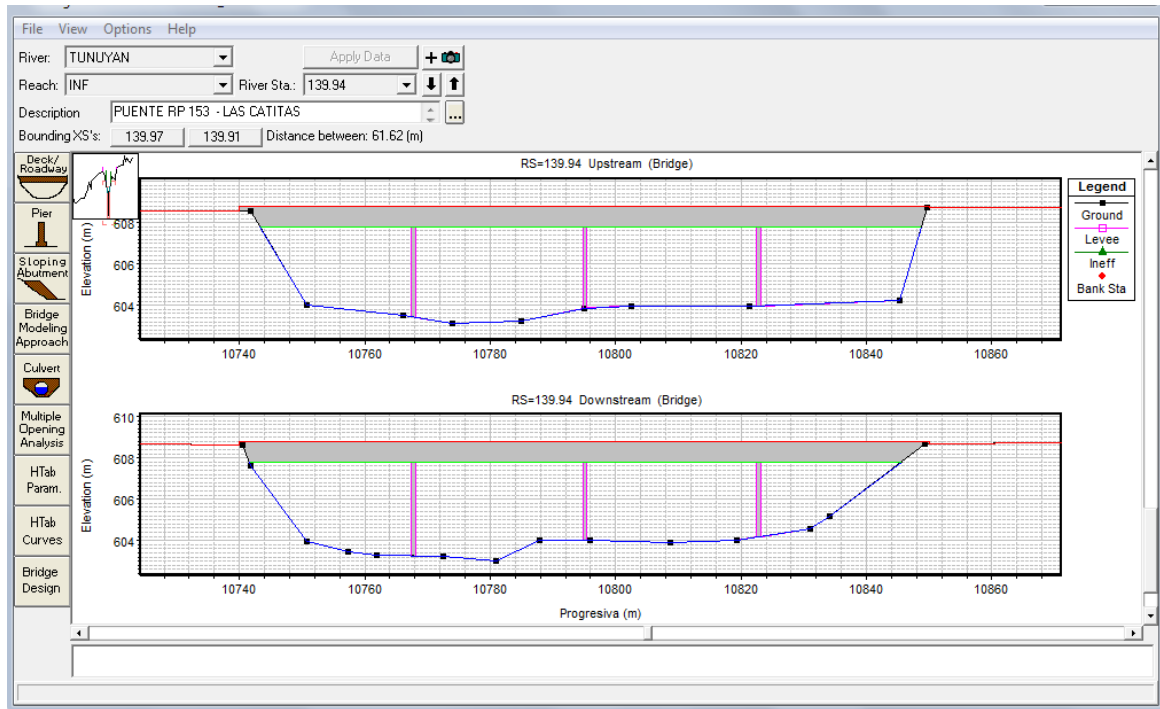 File View Options Help
River: TUNUYAN Apply Data
Reach: INF River Sta.: 139.94
Description PUENTE RP 153 - LAS CATITAS ...
Bounding XS's: 139.97 139.91 Distance between: 61.62 (m)
Deck/
Roadway
Pier
Sloping
Abutment
Bridge
Modeling
Approach
Culvert
Multiple
Opening
Analysis
HTab
Param.
HTab
Curves
Bridge
Design
RS=139.94 Upstream (Bridge)
Elevation (m)
608
606
604
10740 10760 10780 10800 10820 10840 10860
Legend
Ground
Levee
Ineff
Bank Sta
RS=139.94 Downstream (Bridge)
Elevation (m)
610
608
606
604
10740 10760 10780 10800 10820 10840 10860
Progresiva (m)